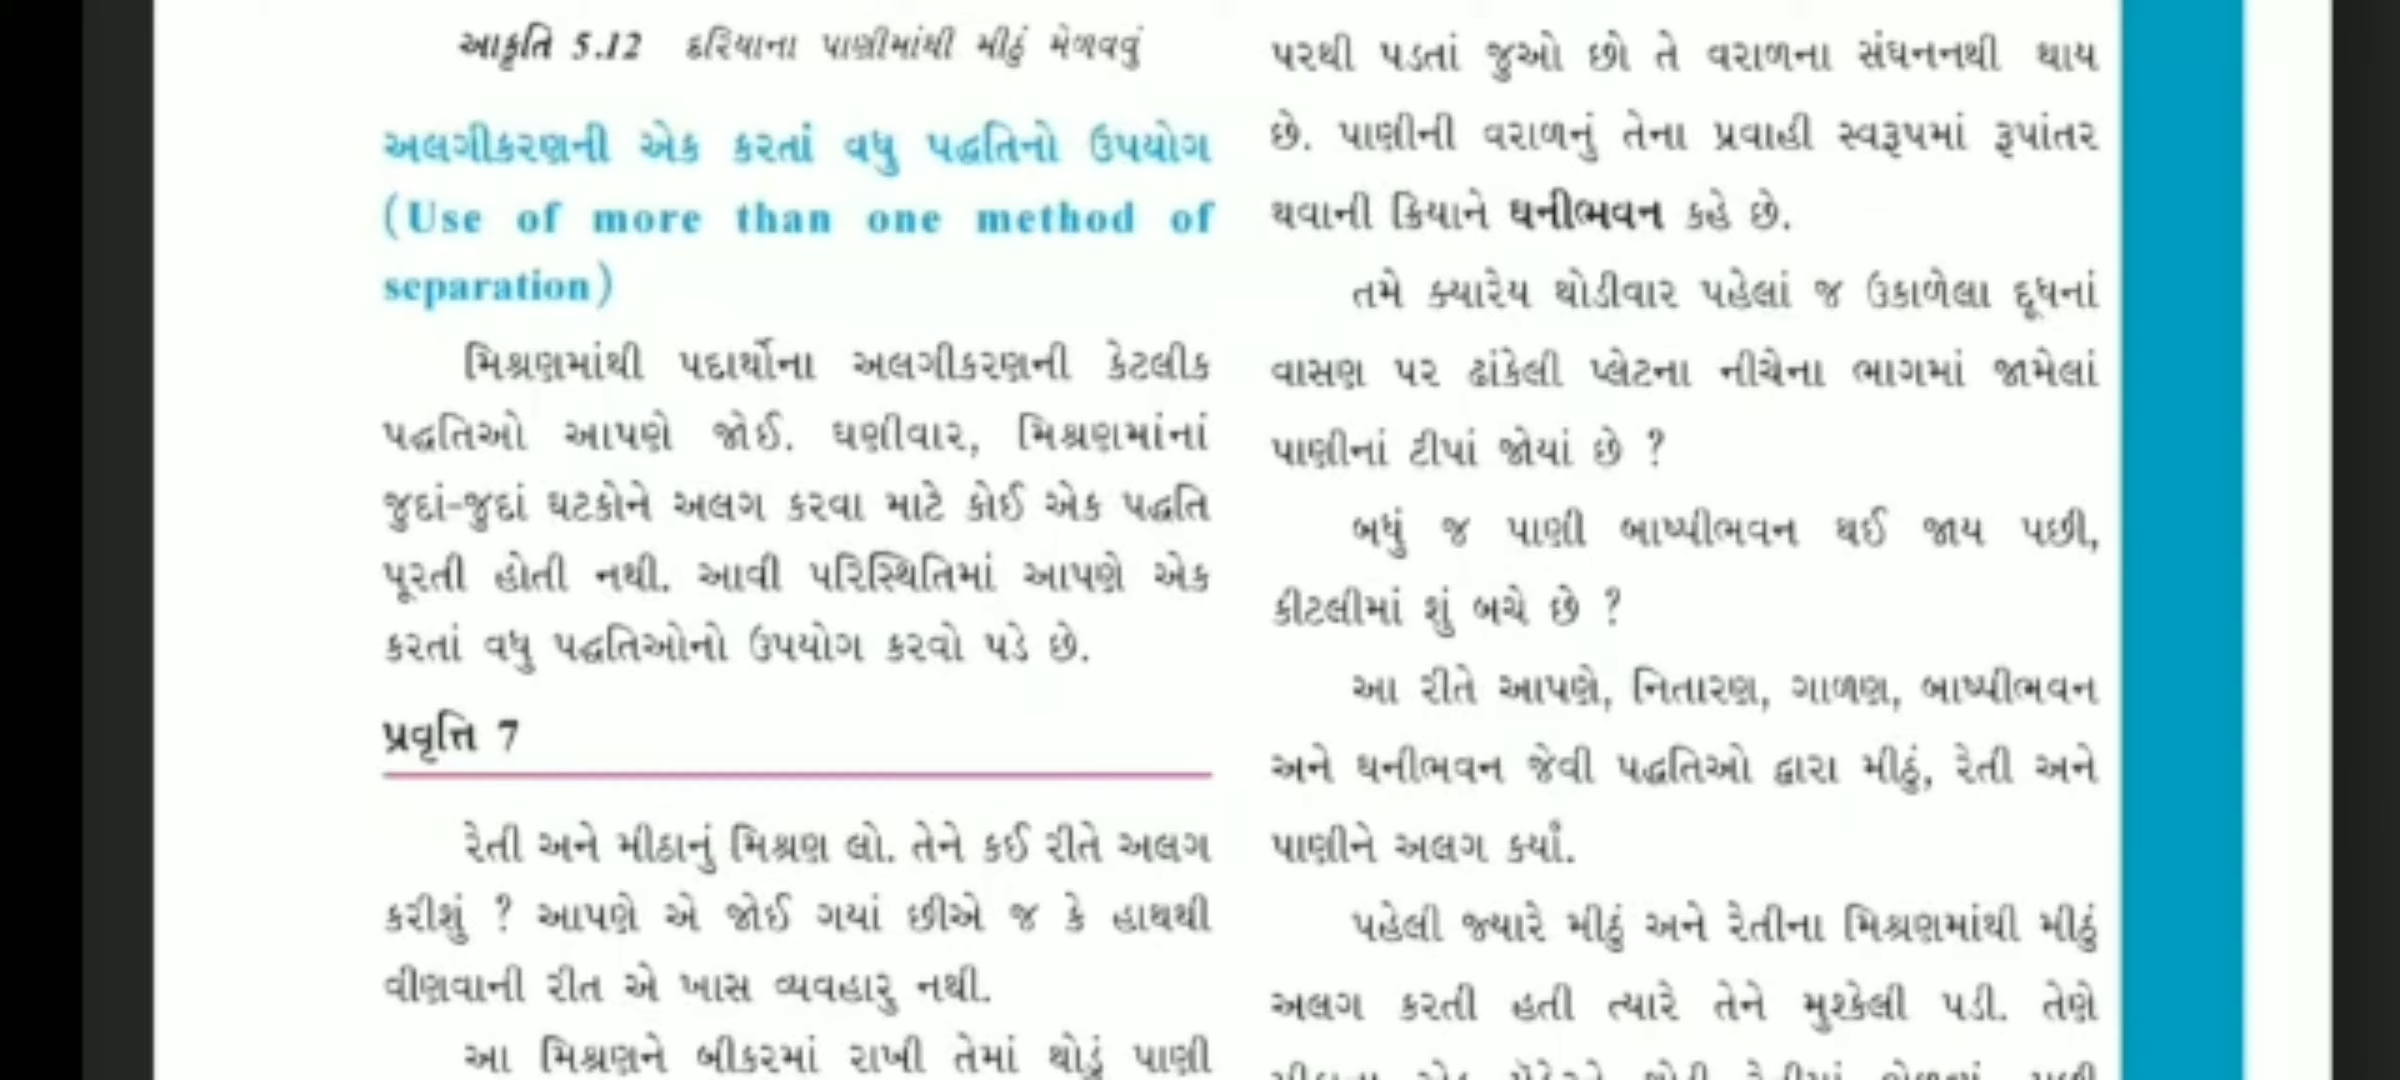 આકૃતિ 5.12 દરિયાના પાણીમાંથી મીઠું મેળવવું
અલગીકરણની એક કરતાં વધુ પદ્ધતિનો ઉપયોગ
(Use of more than one method of
separation)
મિશ્રણમાંથી પદાર્થોના અલગીકરણની કેટલીક
પદ્ધતિઓ આપણે જોઈ. ઘણીવાર, મિશ્રણમાંનાં
જુદાં-જુદાં ઘટકોને અલગ કરવા માટે કોઈ એક પદ્ધતિ
પૂરતી હોતી નથી. આવી પરિસ્થિતિમાં આપણે એક
કરતાં વધુ પદ્ધતિઓનો ઉપયોગ કરવો પડે છે.
પ્રવૃત્તિ 7
રેતી અને મીઠાનું મિશ્રણ લો. તેને કઈ રીતે અલગ
કરીશું ? આપણે એ જોઈ ગયાં છીએ જ કે હાથથી
વીણવાની રીત એ ખાસ વ્યવહારુ નથી.
આ મિશ્રણને બીકરમાં રાખી તેમાં થોડું પાણી
પરથી પડતાં જુઓ છો તે વરાળના સંઘનનથી થાય
છે. પાણીની વરાળનું તેના પ્રવાહી સ્વરૂપમાં રૂપાંતર
થવાની ક્રિયાને ઘનીભવન કહે છે.
તમે ક્યારેય થોડીવાર પહેલાં જ ઉકાળેલા દૂધનાં
વાસણ પર ઢાંકેલી પ્લેટના નીચેના ભાગમાં જામેલાં
પાણીનાં ટીપાં જોયાં છે ?
બધું જ પાણી બાષ્પીભવન થઈ જાય પછી,
કીટલીમાં શું બચે છે ?
આ રીતે આપણે, નિતારણ, ગાળણ, બાષ્પીભવન
અને ઘનીભવન જેવી પદ્ધતિઓ દ્વારા મીઠું, રેતી અને
પાણીને અલગ કર્યાં.
પહેલી જ્યારે મીઠું અને રેતીના મિશ્રણમાંથી મીઠું
અલગ કરતી હતી ત્યારે તેને મુશ્કેલી પડી. તેણે